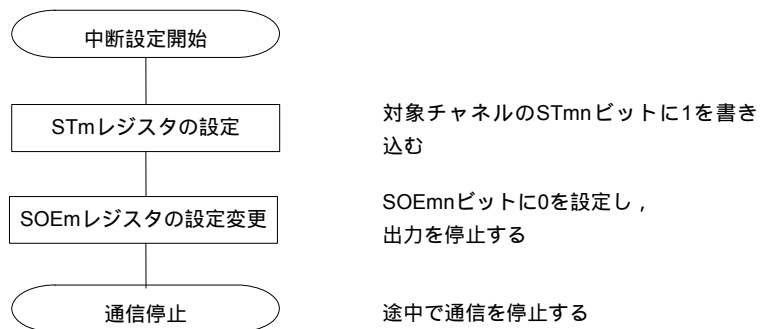 中断設定開始
STmレジスタの設定
対象チャネルのSTmnビットに1を書き
込む
SOEmレジスタの設定変更
SOEmnビットに0を設定し，
出力を停止する
通信停止
途中で通信を停止する